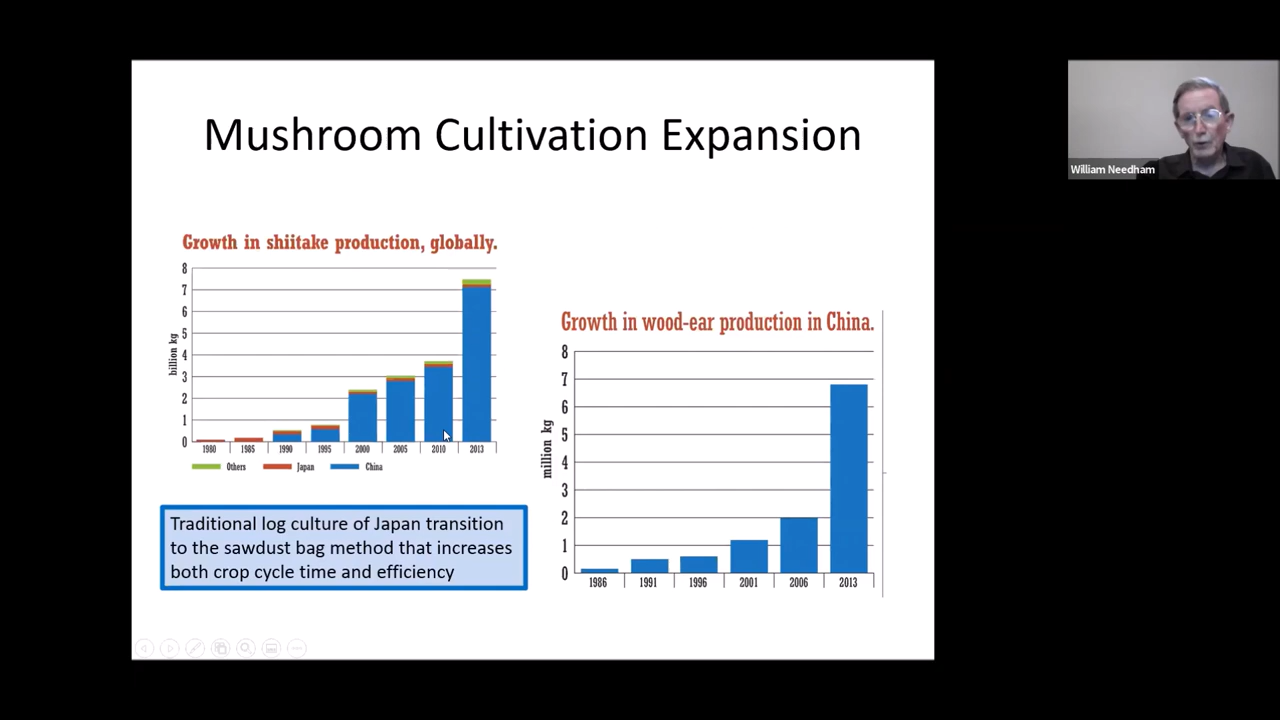 Mushroom Cultivation Expansion
William Needham
Growth in shiitake production, globally.
8
7
6
5
4
3
2
1
0
billion kg
1980 1985 1990 1995 2000 2005 2010 2013
Others Japan China
Traditional log culture of Japan transition
to the sawdust bag method that increases
both crop cycle time and efficiency
Growth in wood-ear production in China.
8
7
6
5
4
3
2
1
0
million kg
1986 1991 1996 2001 2006 2013